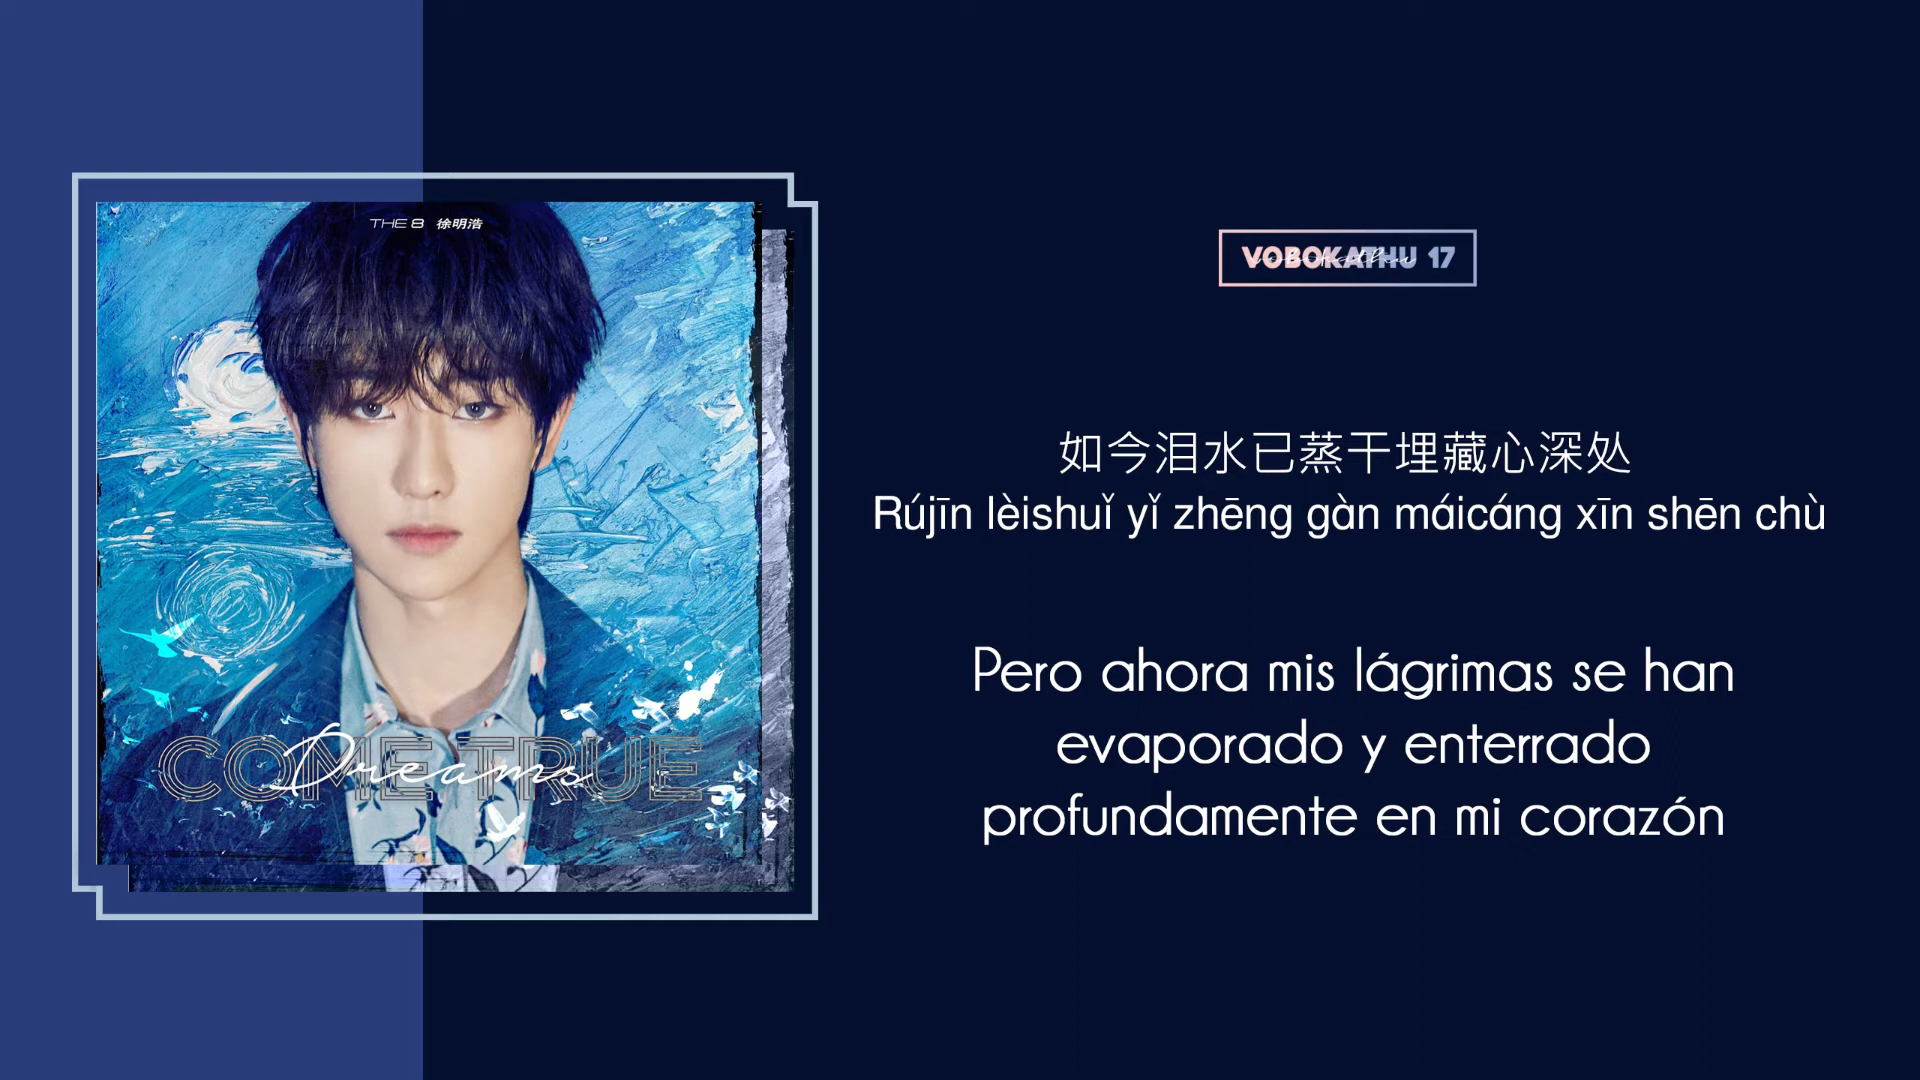 THE 8 徐明浩
COME TRUE
Dreams
VOBOKATHU 17
如今泪水已蒸干埋藏心深处
Rújīn lèishuǐ yǐ zhēng gàn máicáng xīn shēn chù
Pero ahora mis lágrimas se han
evaporado y enterrado
profundamente en mi corazón